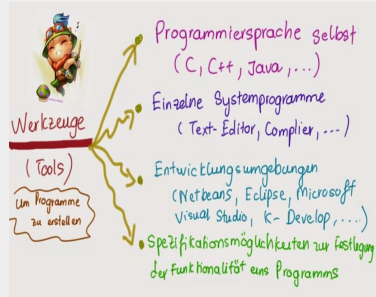 Werkzeuge
(Tools)
Um Programme
zu erstellen
Programmiersprache selbst
(C, C++, Java, ...)
Einzelne Systemprogramme
(Text-Editor, Complier, ...)
Entwicklungsumgebungen
(Netbeans, Eclipse, Microsoft
Visual Studio, K-Develop, ....)
Spezifikationsmöglichkeiten zur Festlegung
der Funktionalität eins Programms